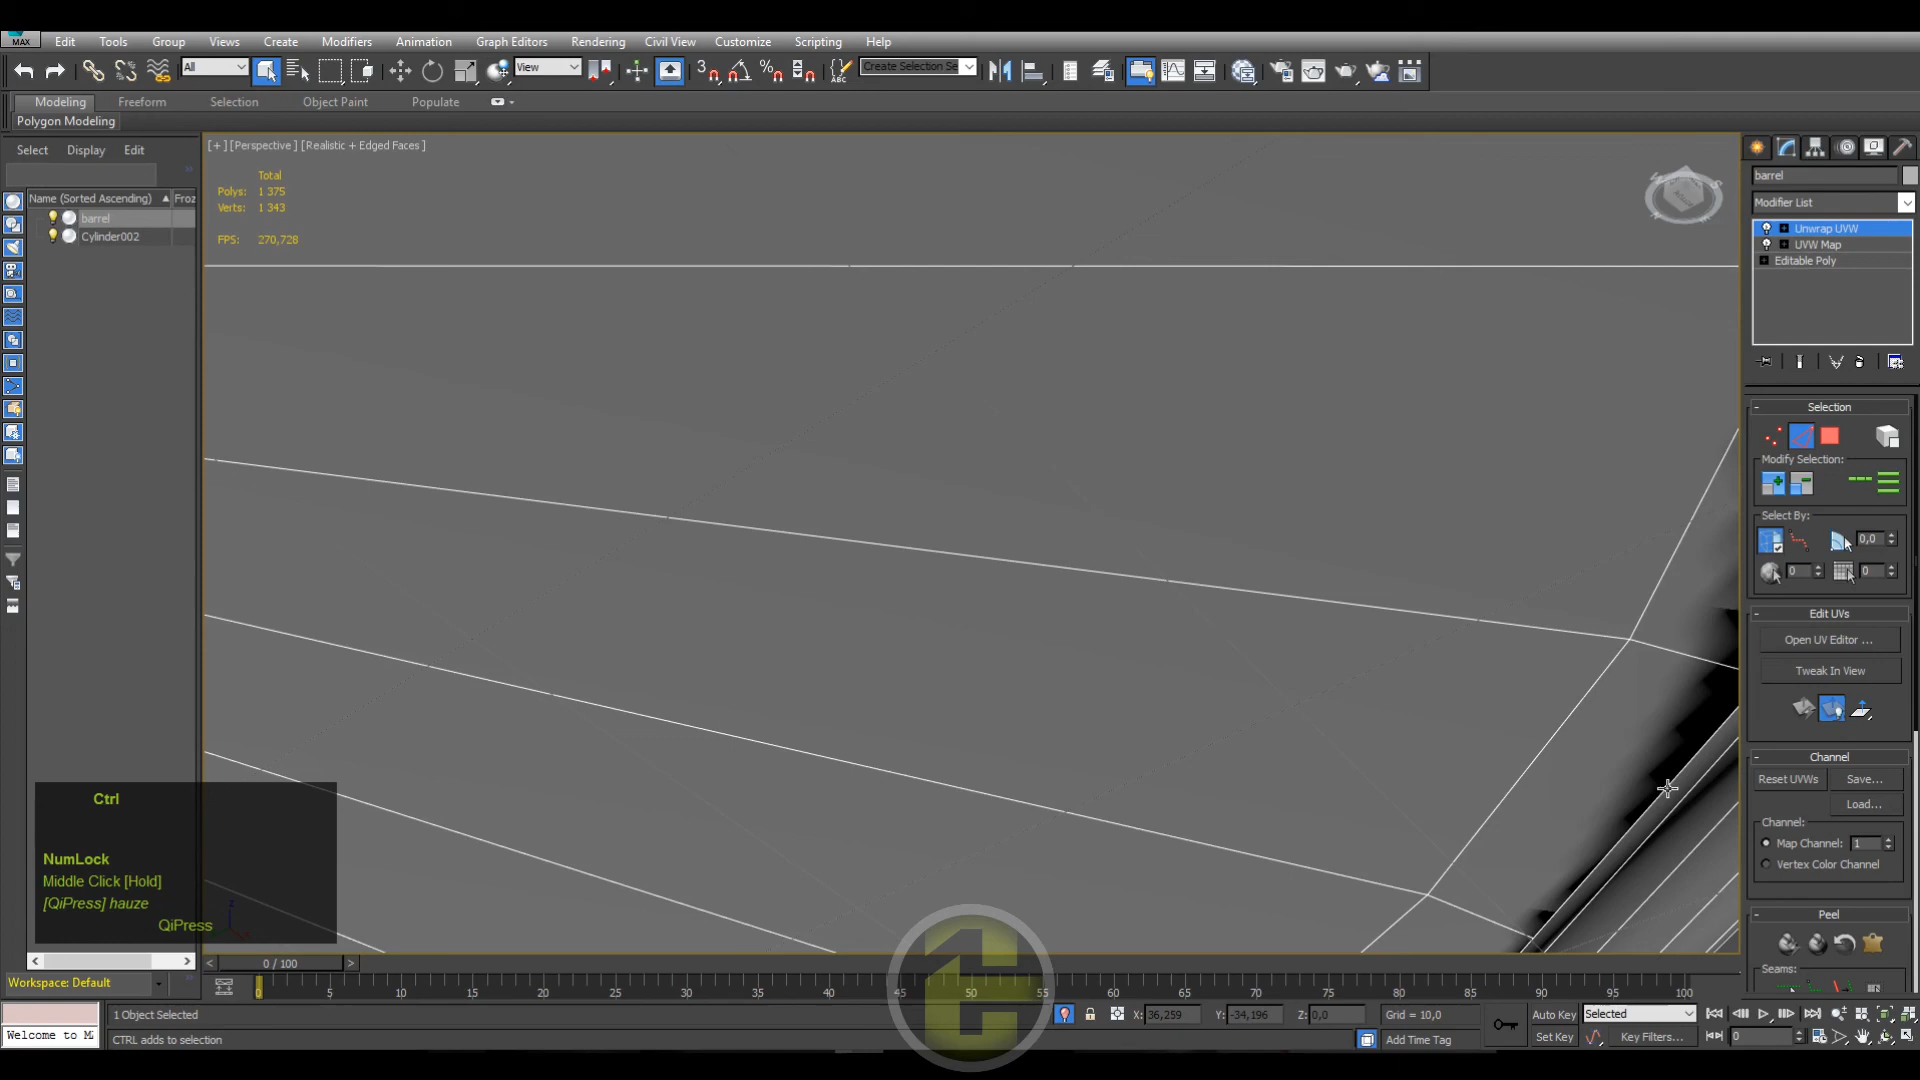 MAX Edit Tools Group Views Create Modifiers Animation Graph Editors Rendering Civil View Customize Scripting Help
All View Create Selection Se
Modeling Freeform Selection Object Paint Populate
Polygon Modeling
Select Display Edit
Name (Sorted Ascending) Froz
barrel
Cylinder002
[+] [Perspective ] [Realistic + Edged Faces ]
Total
Polys: 1 375
Verts: 1 343
FPS: 270,728
barrel
Modifier List
Unwrap UVW
UVW Map
Editable Poly
Selection
Modify Selection:
Select By:
0,0
0 0
Edit UVs
Open UV Editor ...
Tweak In View
Channel
Reset UVWs Save...
Load...
Channel:
Map Channel: 1
Vertex Color Channel
Peel
Seams:
Ctrl
NumLock
Middle Click [Hold]
[QiPress] hauze
QiPress
0 / 100
Workspace: Default
0 5 10 15 20 25 30 35 40 45 50 55 60 65 70 75 80 85 90 95 100
1 Object Selected X: 36,259 Y: -34,196 Z: 0,0 Grid = 10,0 Auto Key Selected
Welcome to Mi CTRL adds to selection Add Time Tag Set Key Key Filters... 0